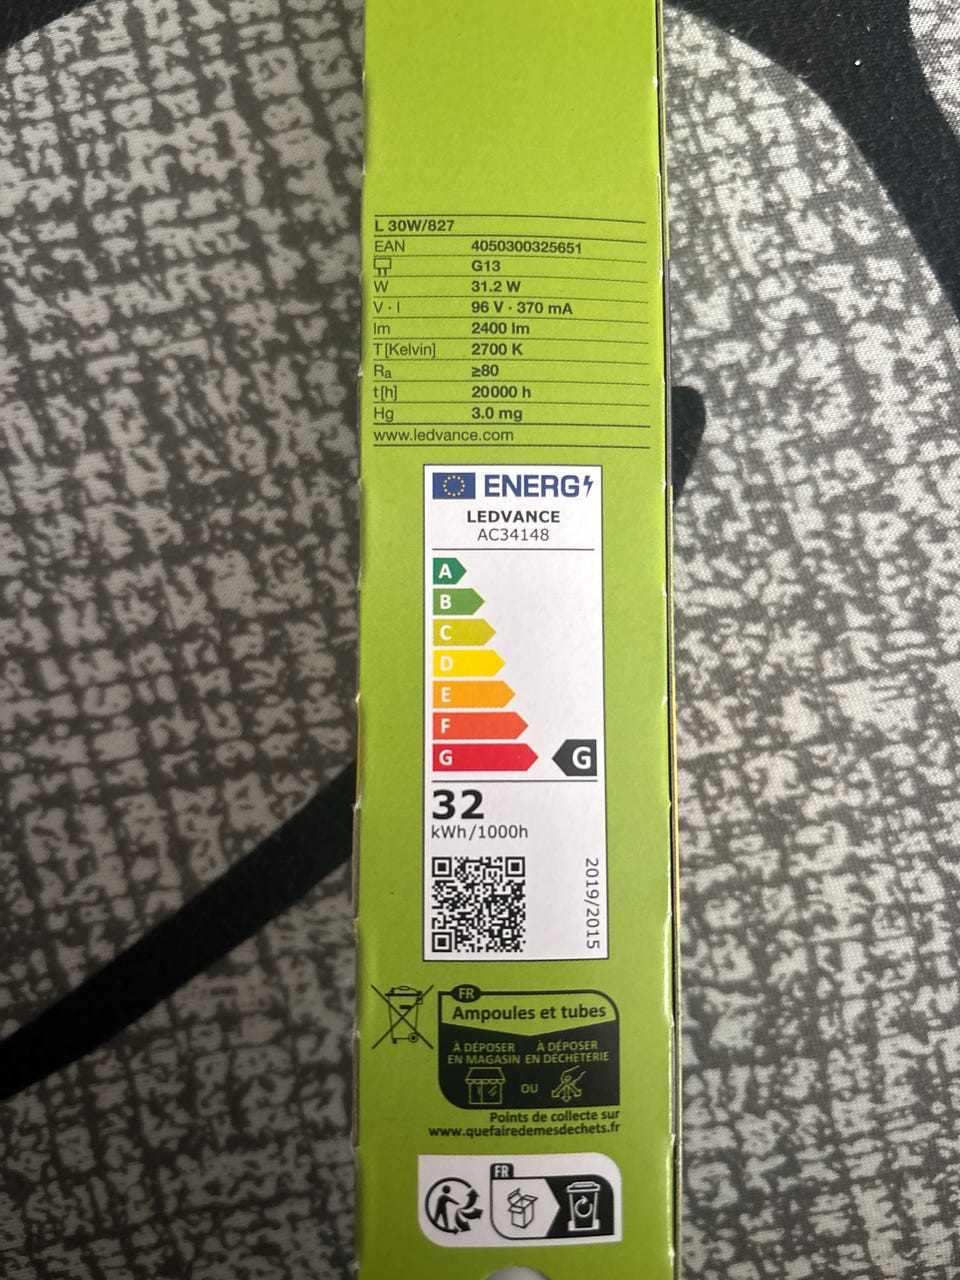 L 30W/827
EAN 4050300325651
G13
W 31.2 W
V · I 96 V · 370 mA
lm 2400 lm
T[Kelvin] 2700 K
Ra ≥80
t[h] 20000 h
Hg 3.0 mg
www.ledvance.com
ENERG
LEDVANCE
AC34148
A
B
C
D
E
F
G G
32
kWh/1000h
2019/2015
FR
Ampoules et tubes
À DÉPOSER EN MAGASIN
OU
À DÉPOSER EN DÉCHÈTERIE
Points de collecte sur
www.quefairedemesdechets.fr
FR